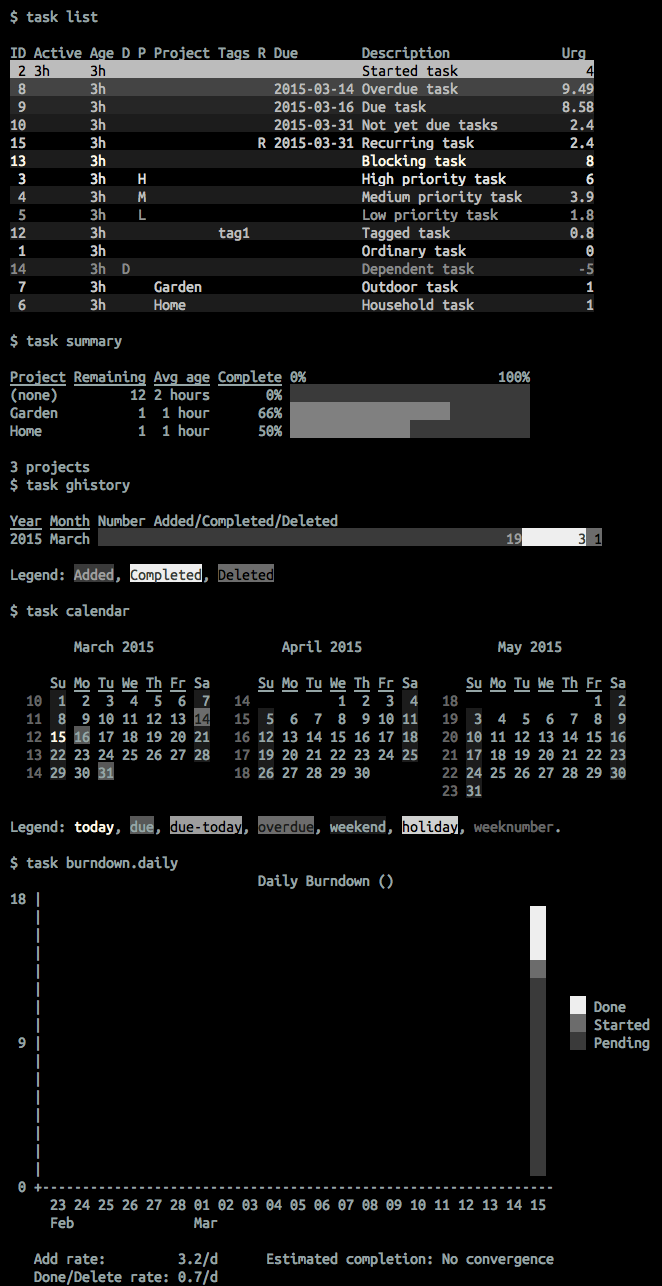 $ task list
ID Active Age D P Project Tags R Due        Description          Urg
 2 3h     3h                                Started task            4
 8        3h                     2015-03-14 Overdue task         9.49
 9        3h                     2015-03-16 Due task             8.58
10        3h                     2015-03-31 Not yet due tasks     2.4
15        3h                   R 2015-03-31 Recurring task        2.4
13        3h                                Blocking task           8
 3        3h    H                           High priority task      6
 4        3h    M                           Medium priority task  3.9
 5        3h    L                           Low priority task     1.8
12        3h              tag1              Tagged task           0.8
 1        3h                                Ordinary task           0
14        3h  D                             Dependent task         -5
 7        3h      Garden                    Outdoor task            1
 6        3h      Home                      Household task          1
$ task summary
Project Remaining Avg age Complete 0%                        100%
(none)         12 2 hours       0%
Garden          1  1 hour      66%
Home            1  1 hour      50%
3 projects
$ task ghistory
Year Month Number Added/Completed/Deleted
2015 March 19 3 1
Legend: Added, Completed, Deleted
$ task calendar
        March 2015                April 2015                 May 2015
     Su Mo Tu We Th Fr Sa      Su Mo Tu We Th Fr Sa      Su Mo Tu We Th Fr Sa
  10  1  2  3  4  5  6  7   14           1  2  3  4   18                 1  2
  11  8  9 10 11 12 13 14   15  5  6  7  8  9 10 11   19  3  4  5  6  7  8  9
  12 15 16 17 18 19 20 21   16 12 13 14 15 16 17 18   20 10 11 12 13 14 15 16
  13 22 23 24 25 26 27 28   17 19 20 21 22 23 24 25   21 17 18 19 20 21 22 23
  14 29 30 31               18 26 27 28 29 30         22 24 25 26 27 28 29 30
                                                      23 31
Legend: today, due, due-today, overdue, weekend, holiday, weeknumber.
$ task burndown.daily
Daily Burndown ()
18
Done
Started
9 Pending
0 +----------------------------------------------------------------
23 24 25 26 27 28 01 02 03 04 05 06 07 08 09 10 11 12 13 14 15
Feb               Mar
Add rate:         3.2/d      Estimated completion: No convergence
Done/Delete rate: 0.7/d